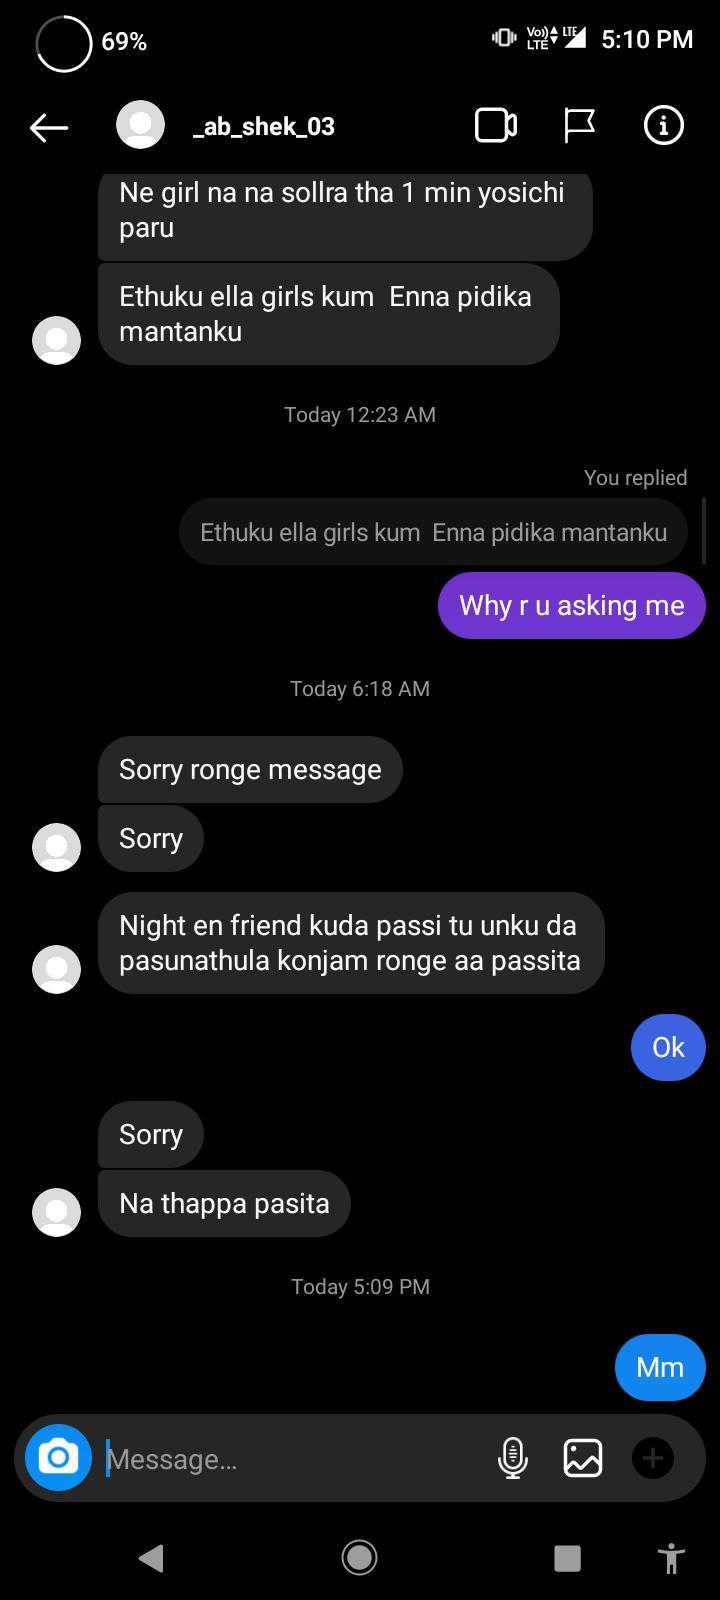 69%
Vo)) LTE LTE 5:10 PM
_ab_shek_03
Ne girl na na sollra tha 1 min yosichi
paru
Ethuku ella girls kum Enna pidika
mantanku
Today 12:23 AM
You replied
Ethuku ella girls kum Enna pidika mantanku
Why r u asking me
Today 6:18 AM
Sorry ronge message
Sorry
Night en friend kuda passi tu unku da
pasunathula konjam ronge aa passita
Ok
Sorry
Na thappa pasita
Today 5:09 PM
Mm
Message...